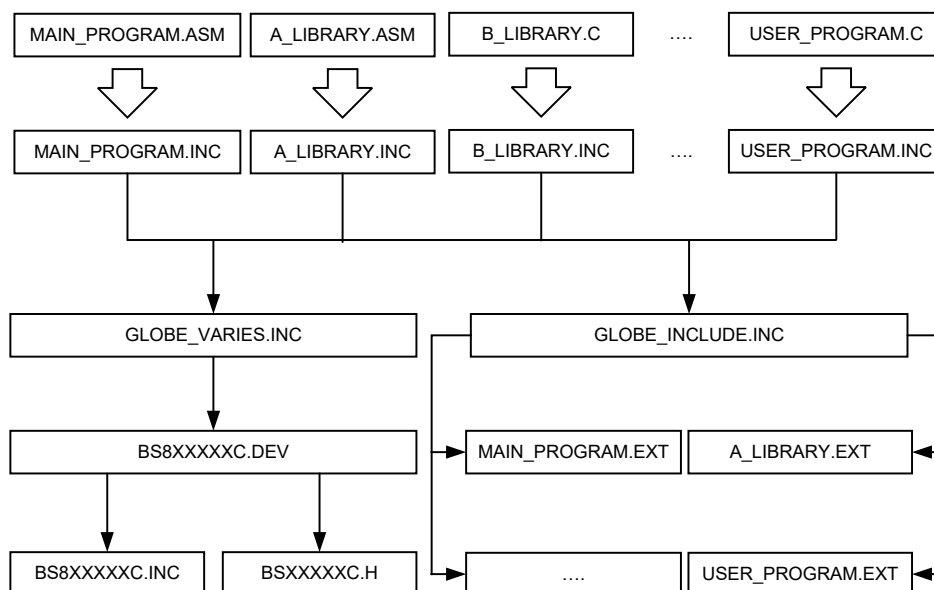 MAIN_PROGRAM.ASM
A_LIBRARY.ASM
B_LIBRARY.C
....
USER_PROGRAM.C
MAIN_PROGRAM.INC
A_LIBRARY.INC
B_LIBRARY.INC
....
USER_PROGRAM.INC
GLOBE_VARIES.INC
GLOBE_INCLUDE.INC
BS8XXXXXC.DEV
MAIN_PROGRAM.EXT
A_LIBRARY.EXT
BS8XXXXXC.INC
BSXXXXXC.H
....
USER_PROGRAM.EXT